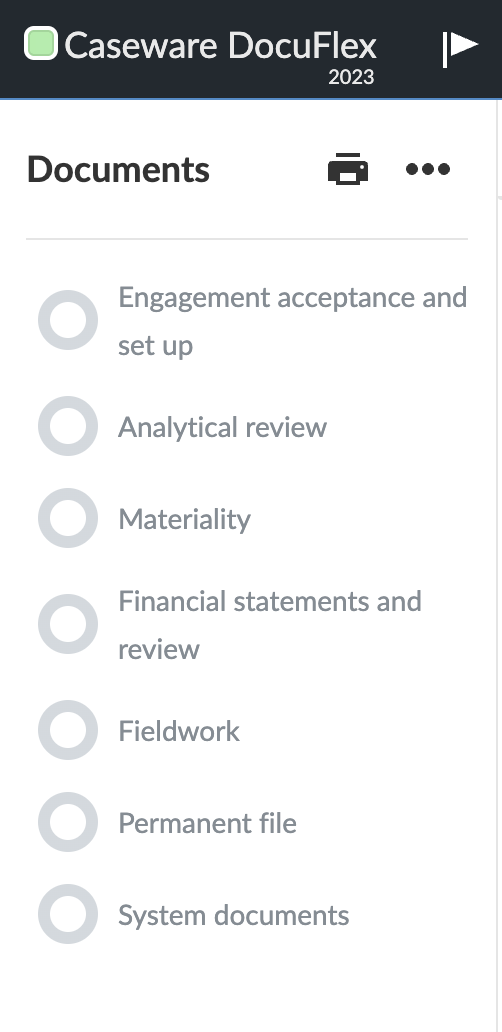 Caseware DocuFlex
2023
Documents
Engagement acceptance and
set up
Analytical review
Materiality
Financial statements and
review
Fieldwork
Permanent file
System documents